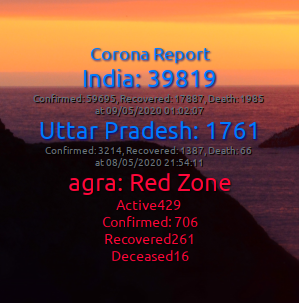 Corona Report
India: 39819
Confirmed: 59695, Recovered: 17887, Death: 1985
at 09/05/2020 01:02:07
Uttar Pradesh: 1761
Confirmed: 3214, Recovered: 1387, Death: 66
at 08/05/2020 21:54:11
agra: Red Zone
Active429
Confirmed: 706
Recovered261
Deceased16